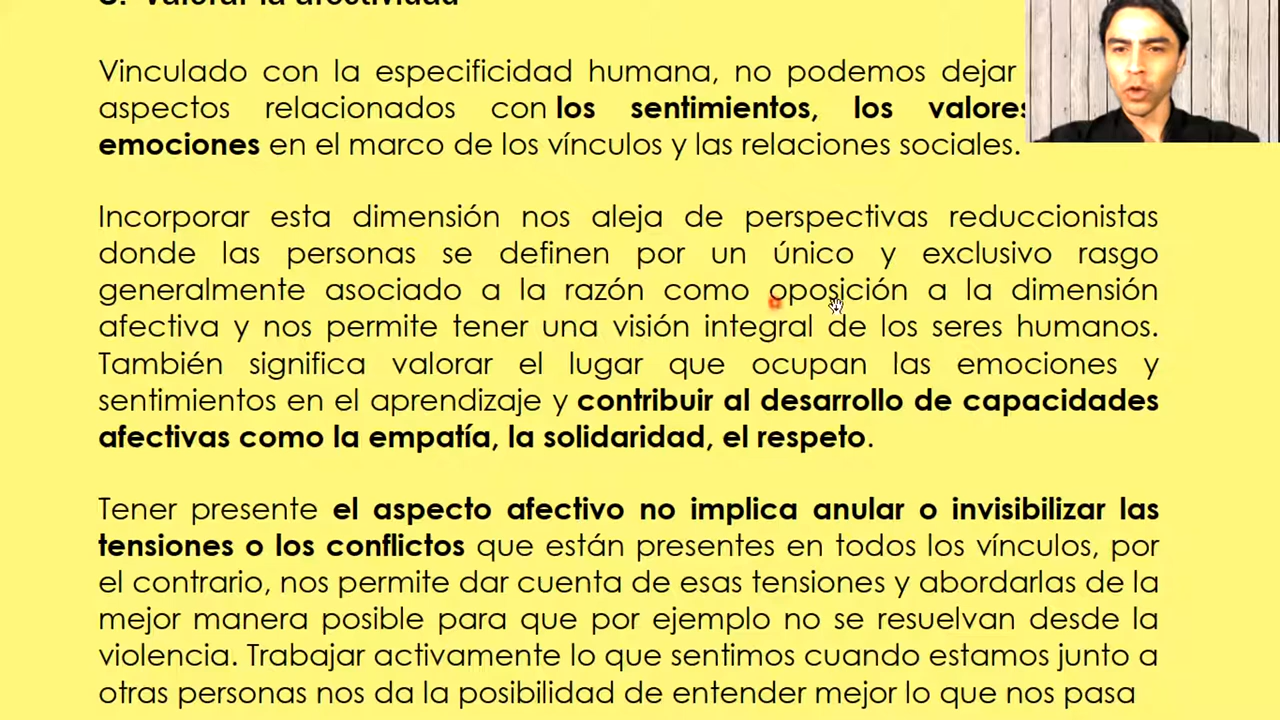 Valorar la afectividad
Vinculado con la especificidad humana, no podemos dejar
aspectos relacionados con los sentimientos, los valores
emociones en el marco de los vínculos y las relaciones sociales.
Incorporar esta dimensión nos aleja de perspectivas reduccionistas
donde las personas se definen por un único y exclusivo rasgo
generalmente asociado a la razón como oposición a la dimensión
afectiva y nos permite tener una visión integral de los seres humanos.
También significa valorar el lugar que ocupan las emociones y
sentimientos en el aprendizaje y contribuir al desarrollo de capacidades
afectivas como la empatía, la solidaridad, el respeto.
Tener presente el aspecto afectivo no implica anular o invisibilizar las
tensiones o los conflictos que están presentes en todos los vínculos, por
el contrario, nos permite dar cuenta de esas tensiones y abordarlas de la
mejor manera posible para que por ejemplo no se resuelvan desde la
violencia. Trabajar activamente lo que sentimos cuando estamos junto a
otras personas nos da la posibilidad de entender mejor lo que nos pasa